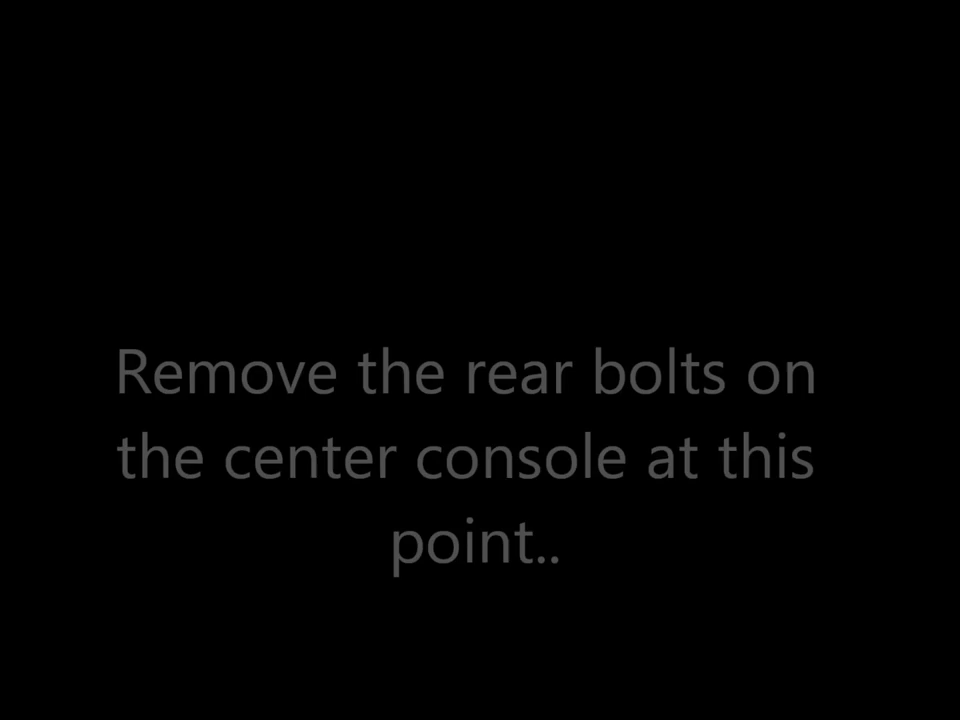 Remove the rear bolts on
the center console at this
point..